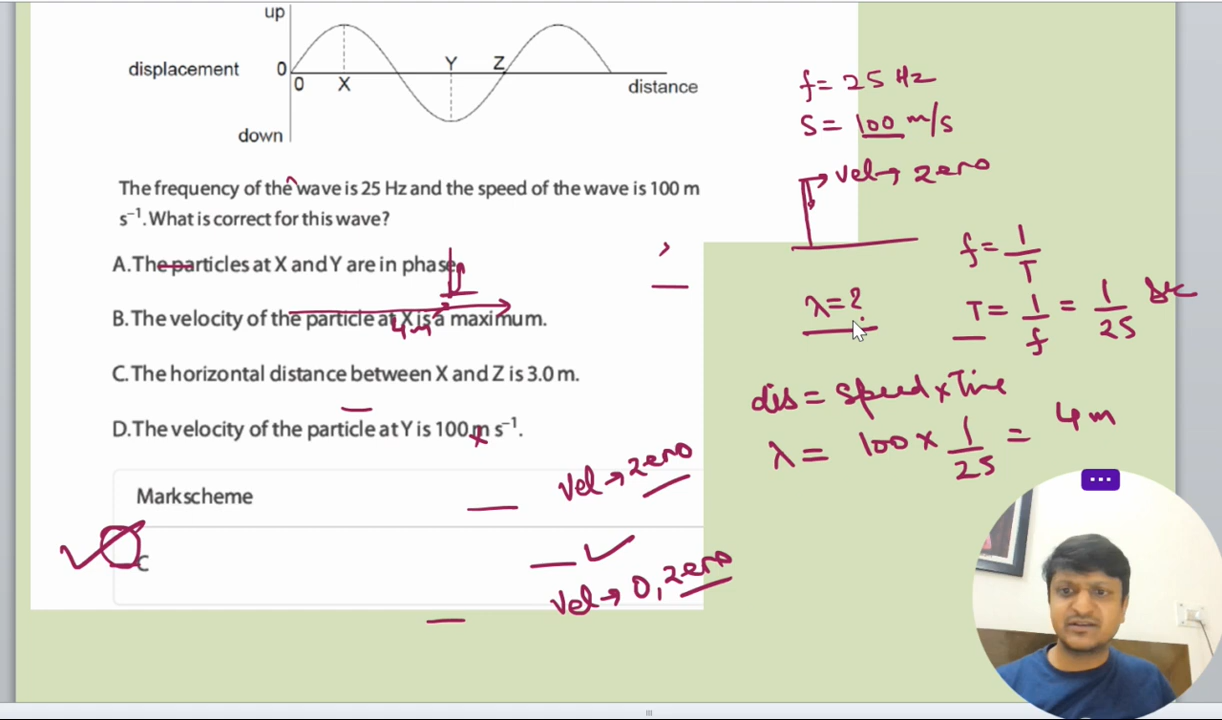 up
displacement
0
0
X
Y
Z
distance
down
The frequency of the wave is 25 Hz and the speed of the wave is 100 m
s⁻¹. What is correct for this wave?
A. The particles at X and Y are in phase.
B. The velocity of the particle at X is a maximum.
4m
C. The horizontal distance between X and Z is 3.0 m.
D. The velocity of the particle at Y is 100 m s⁻¹.
Markscheme
C
f = 25 Hz
S = 100 m/s
vel → zero
f = 1/T
λ = ?
T = 1/f = 1/25 sec
dis = speed × Time
λ = 100 × 1/25 = 4m
vel → zero
vel → 0, zero